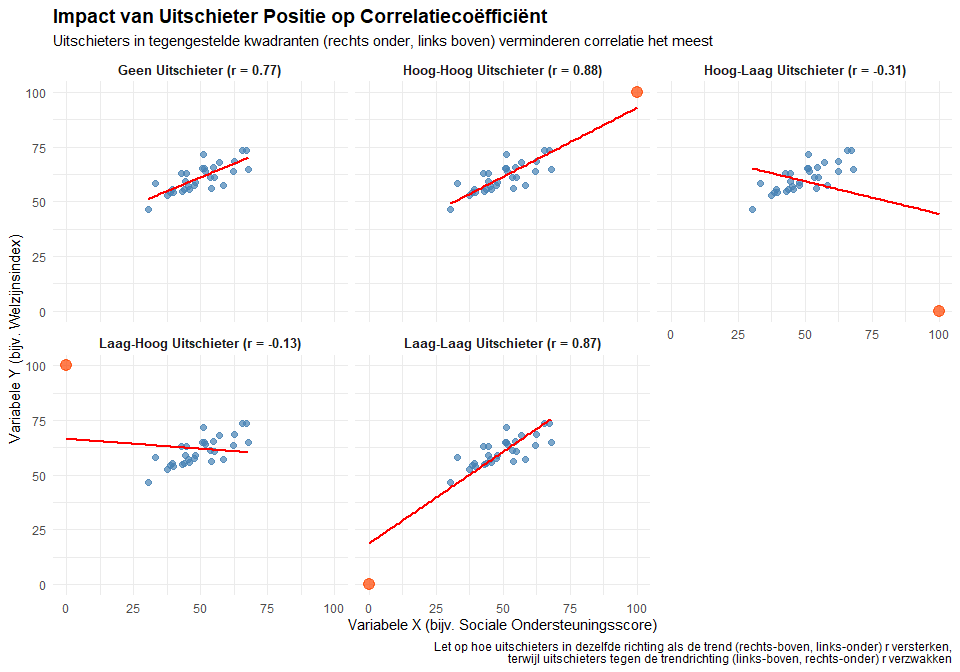 Impact van Uitschieter Positie op Correlatiecoëfficiënt
Uitschieters in tegengestelde kwadranten (rechts onder, links boven) verminderen correlatie het meest
Geen Uitschieter (r = 0.77)
Hoog-Hoog Uitschieter (r = 0.88)
Hoog-Laag Uitschieter (r = -0.31)
100
75
50
25
0
0 25 50 75 100
Laag-Hoog Uitschieter (r = -0.13)
Laag-Laag Uitschieter (r = 0.87)
100
75
50
25
0
0 25 50 75 100
0 25 50 75 100
Variabele Y (bijv. Welzijnsindex)
Variabele X (bijv. Sociale Ondersteuningsscore)
Let op hoe uitschieters in dezelfde richting als de trend (rechts-boven, links-onder) r versterken,
terwijl uitschieters tegen de trendrichting (links-boven, rechts-onder) r verzwakken